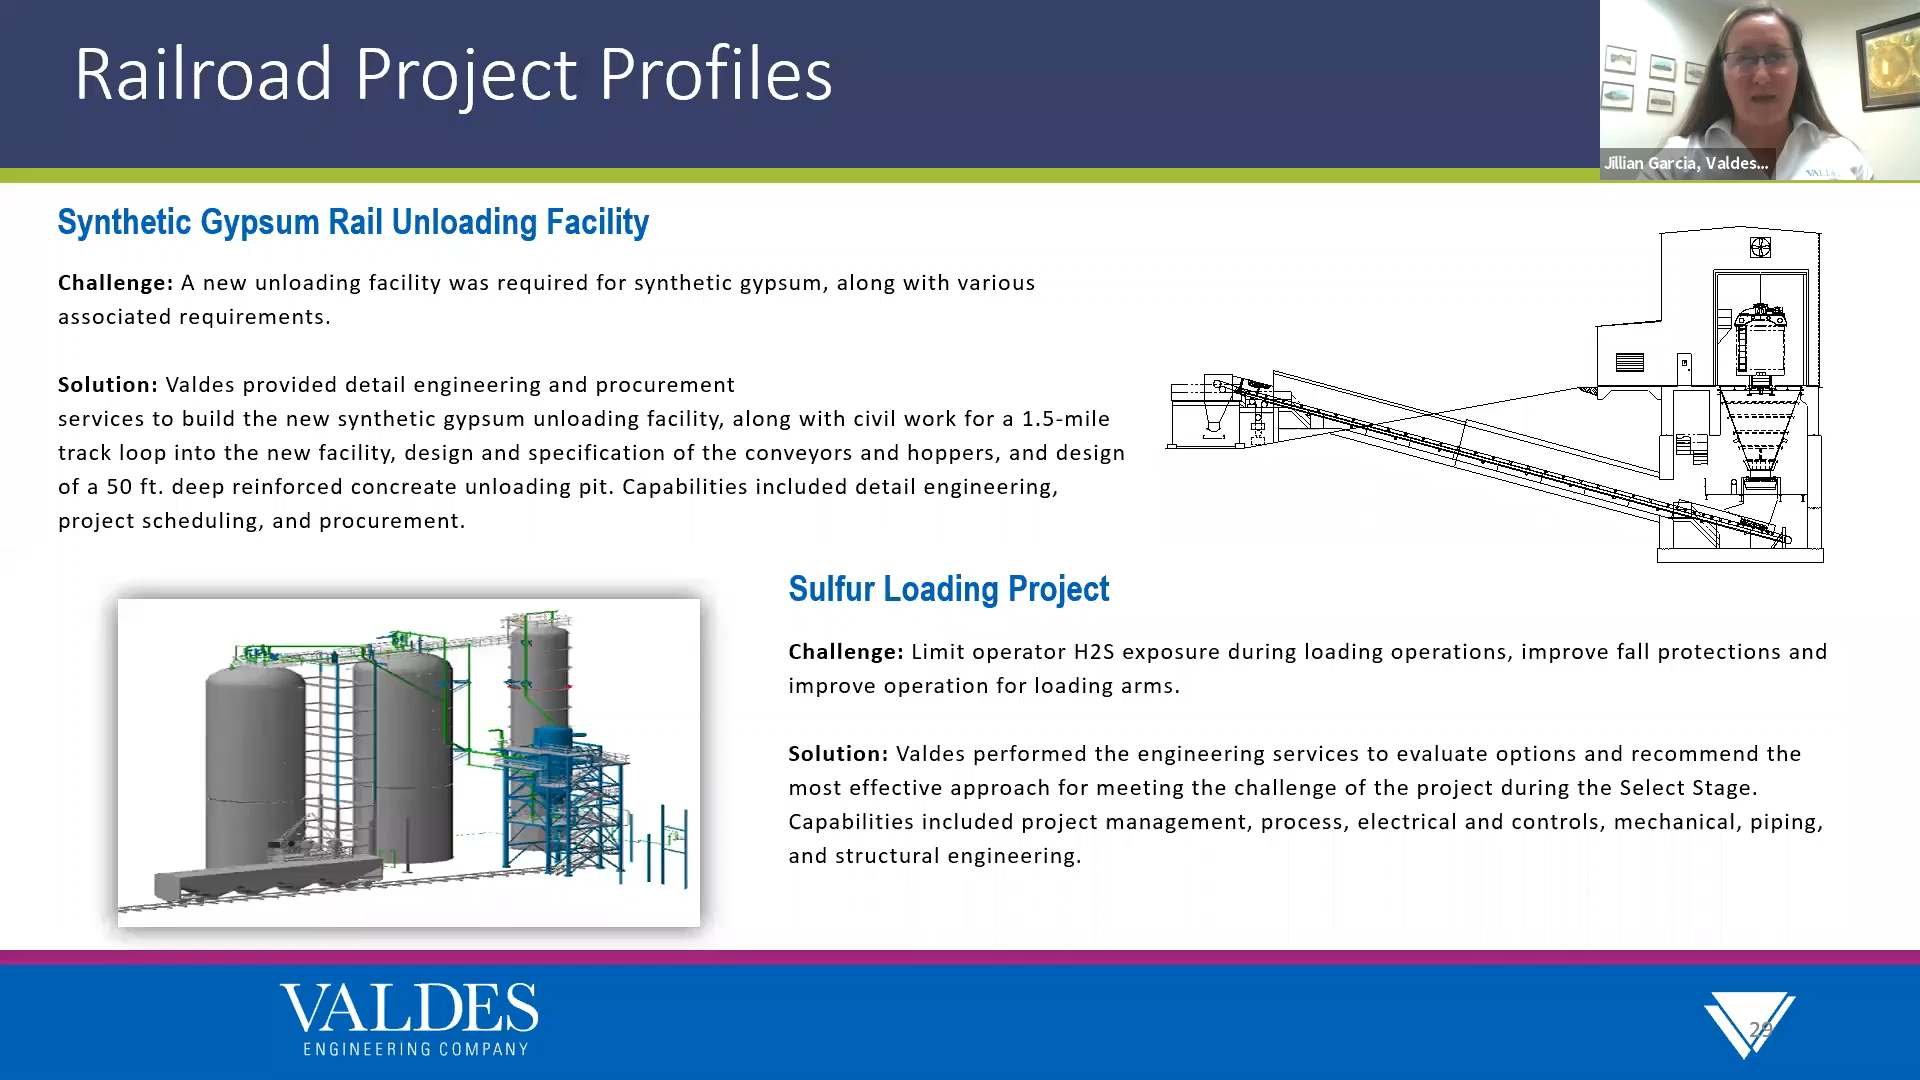 Railroad Project Profiles
Jillian Garcia, Valdes...
VALDES
Synthetic Gypsum Rail Unloading Facility
Challenge: A new unloading facility was required for synthetic gypsum, along with various
associated requirements.
Solution: Valdes provided detail engineering and procurement
services to build the new synthetic gypsum unloading facility, along with civil work for a 1.5-mile
track loop into the new facility, design and specification of the conveyors and hoppers, and design
of a 50 ft. deep reinforced concreate unloading pit. Capabilities included detail engineering,
project scheduling, and procurement.
Sulfur Loading Project
Challenge: Limit operator H2S exposure during loading operations, improve fall protections and
improve operation for loading arms.
Solution: Valdes performed the engineering services to evaluate options and recommend the
most effective approach for meeting the challenge of the project during the Select Stage.
Capabilities included project management, process, electrical and controls, mechanical, piping,
and structural engineering.
VALDES
ENGINEERING COMPANY
29